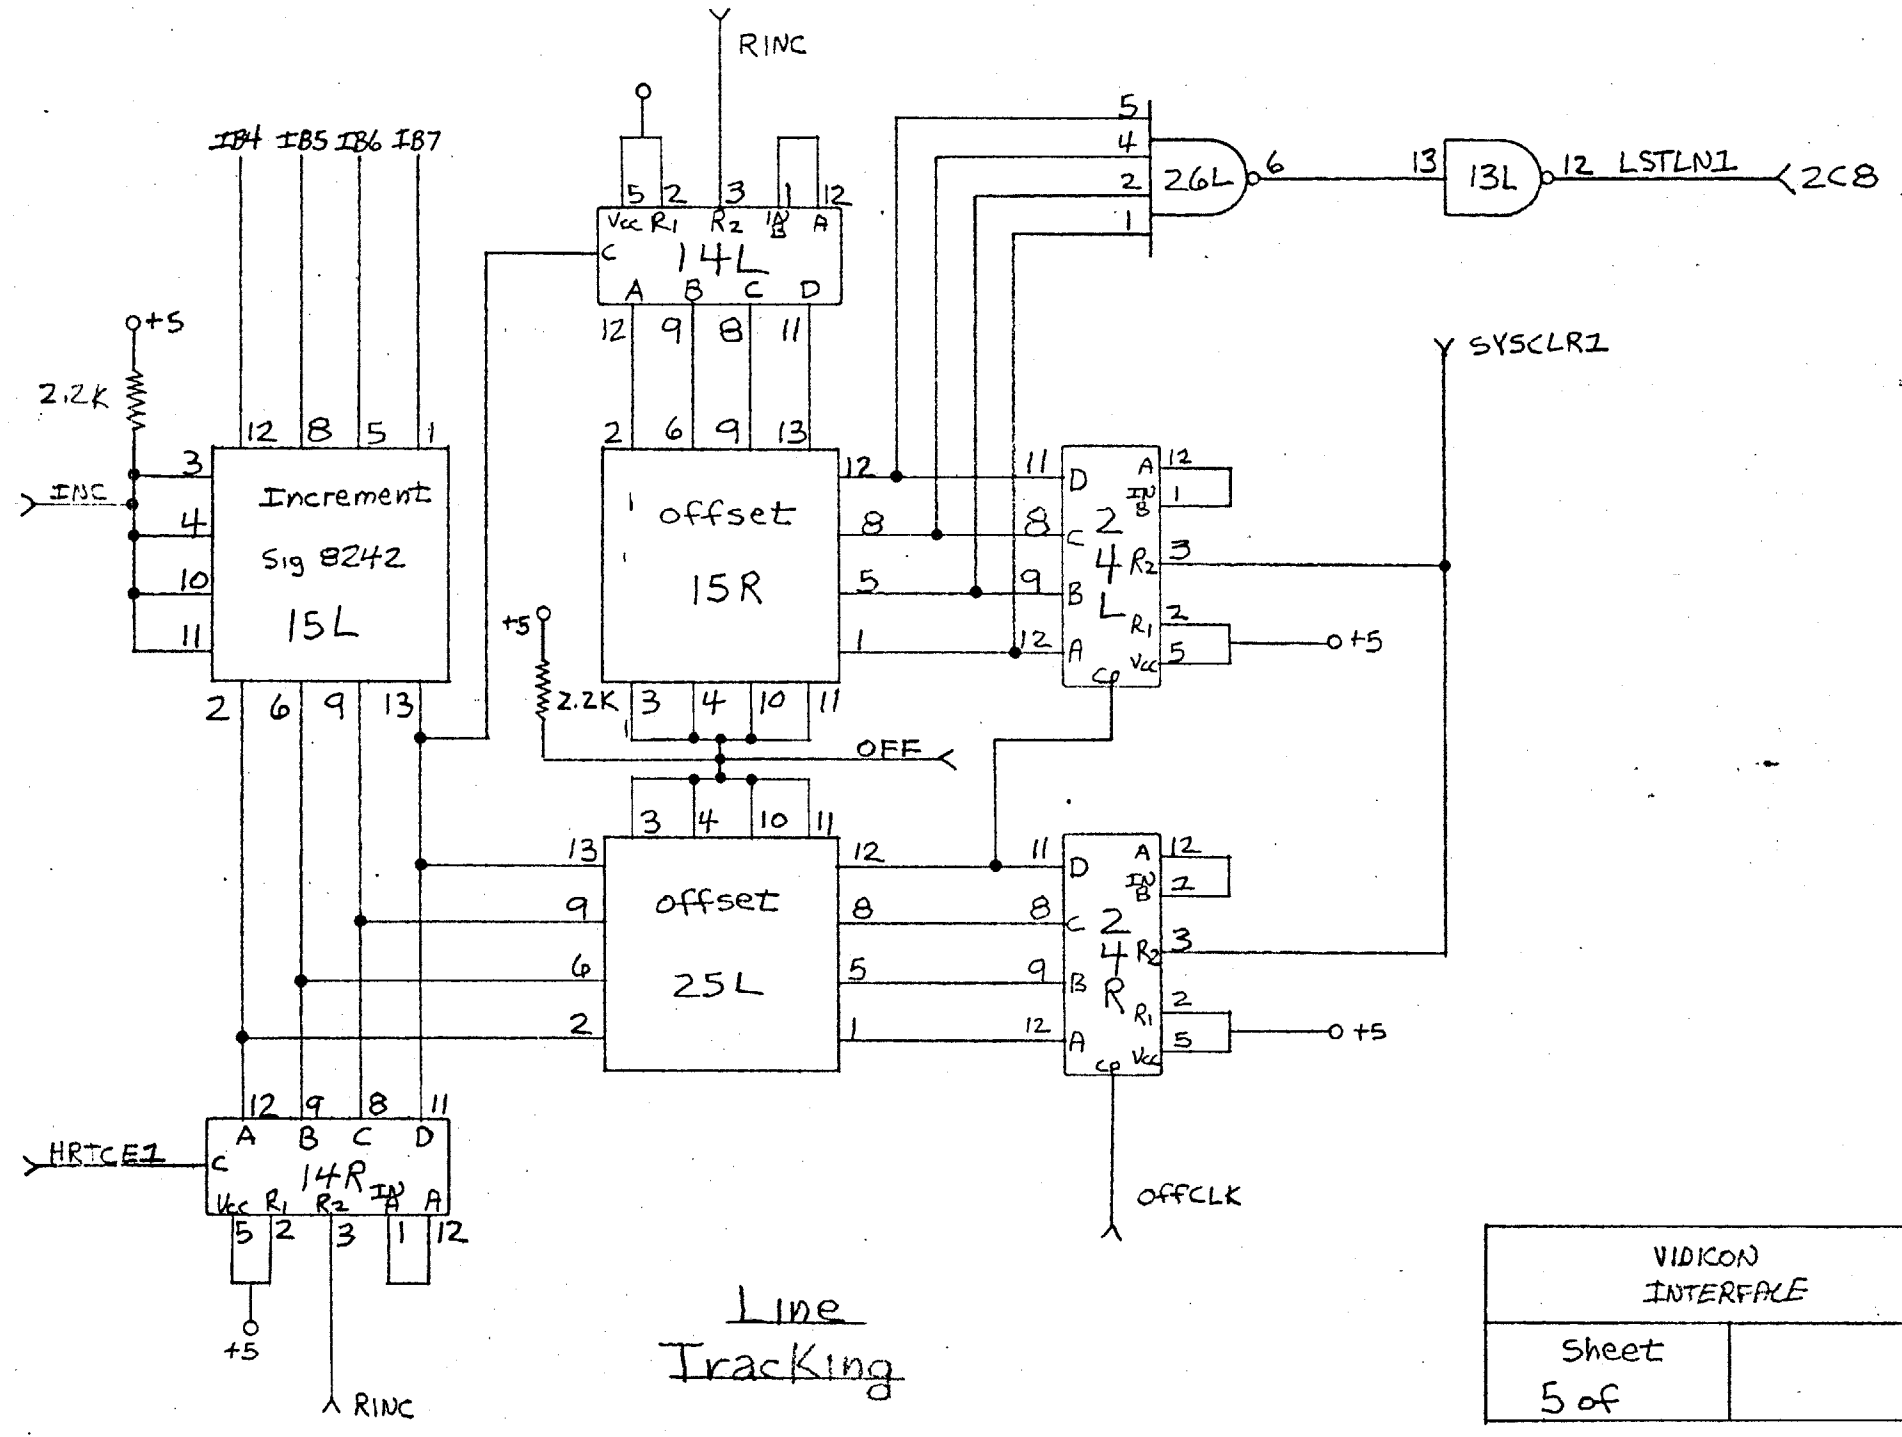 RINC
IB4 IB5 IB6 IB7
5 2 3 1 12
Vcc R1 R2 IN B A
C 14L
A B C D
12 9 8 11
5
4
2
1
26L 6
13 13L 12 LSTLN1 2C8
+5
2.2K
SYSCLR1
12 8 5 1
INC
3
4
10
11
Increment
Sig 8242
15L
2 6 9 13
2 6 9 13
offset
15R
12
8
5
1
3 4 10 11
+5
2.2K
OFF
11 D
8 C
9 B
12 A
24L
A 12
IN B 1
R2 3
R1 2
Vcc 5
+5
CP
3 4 10 11
13
9
6
2
offset
25L
12
8
5
1
11 D
8 C
9 B
12 A
24R
A 12
IN B 1
R2 3
R1 2
Vcc 5
+5
CP
OFFCLK
12 9 8 11
A B C D
HRTCE1 C
14R
Vcc R1 R2 IN A A
5 2 3 1 12
+5
RINC
Line
Tracking
VIDICON
INTERFACE
Sheet
5 of